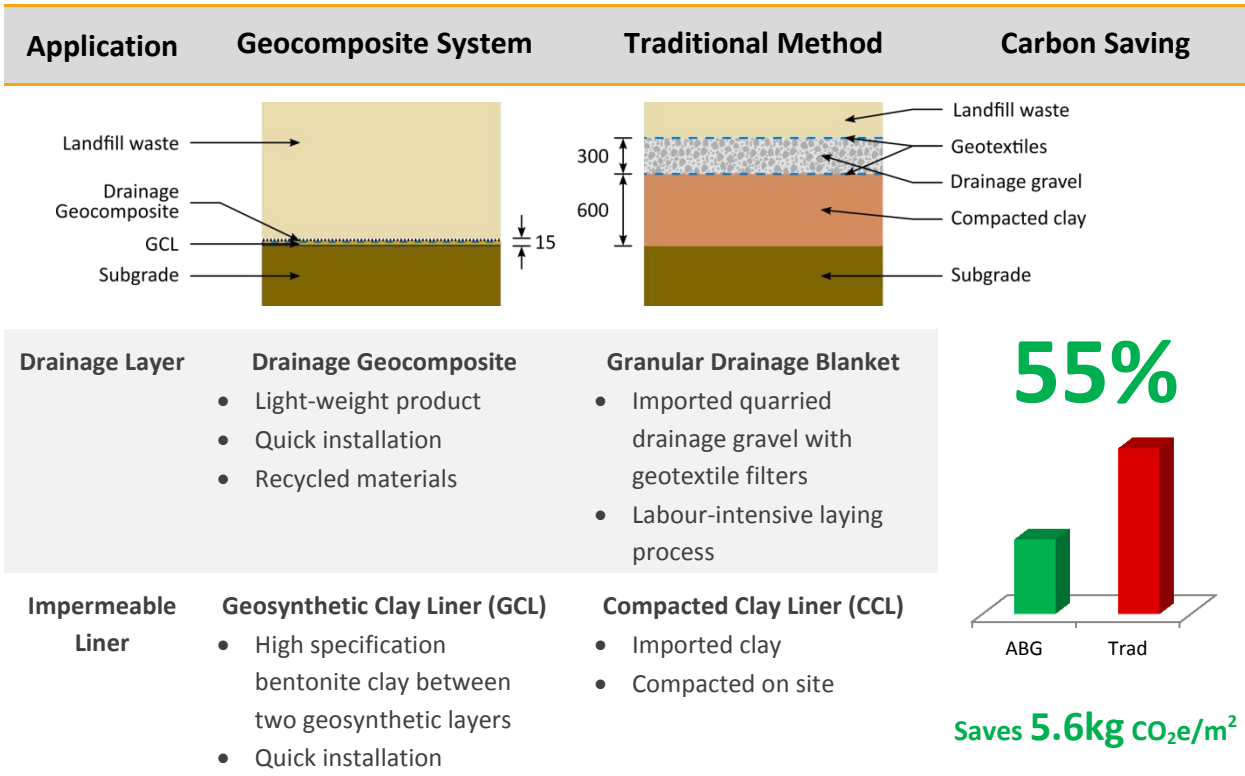 Application
Geocomposite System
Traditional Method
Carbon Saving
Landfill waste
Drainage
Geocomposite
GCL
Subgrade
15
300
600
Landfill waste
Geotextiles
Drainage gravel
Compacted clay
Subgrade
Drainage Layer
Drainage Geocomposite
• Light-weight product
• Quick installation
• Recycled materials
Granular Drainage Blanket
• Imported quarried
drainage gravel with
geotextile filters
• Labour-intensive laying
process
55%
ABG
Trad
Saves 5.6kg CO₂e/m²
Impermeable
Liner
Geosynthetic Clay Liner (GCL)
• High specification
bentonite clay between
two geosynthetic layers
• Quick installation
Compacted Clay Liner (CCL)
• Imported clay
• Compacted on site